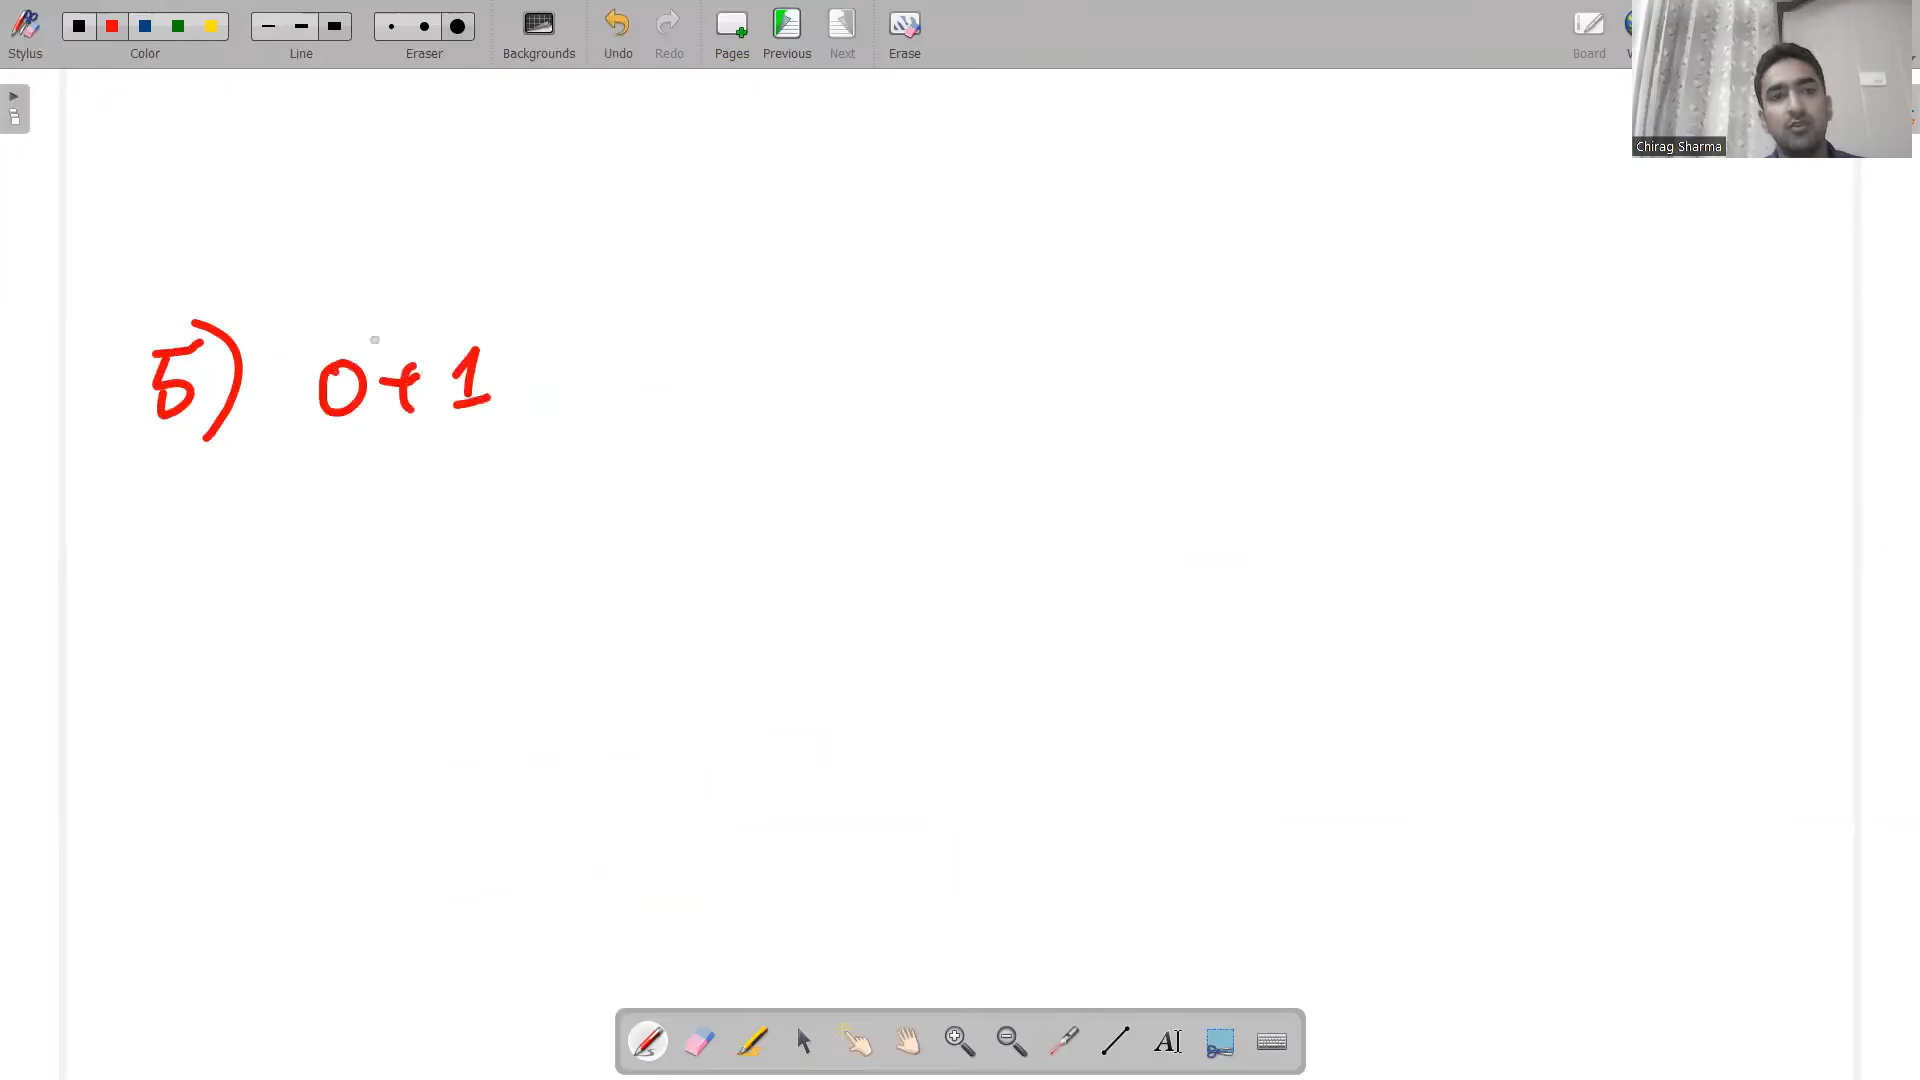 Stylus Color Line Eraser Backgrounds Undo Redo Pages Previous Next Erase Board
Chirag Sharma
5) 0+1